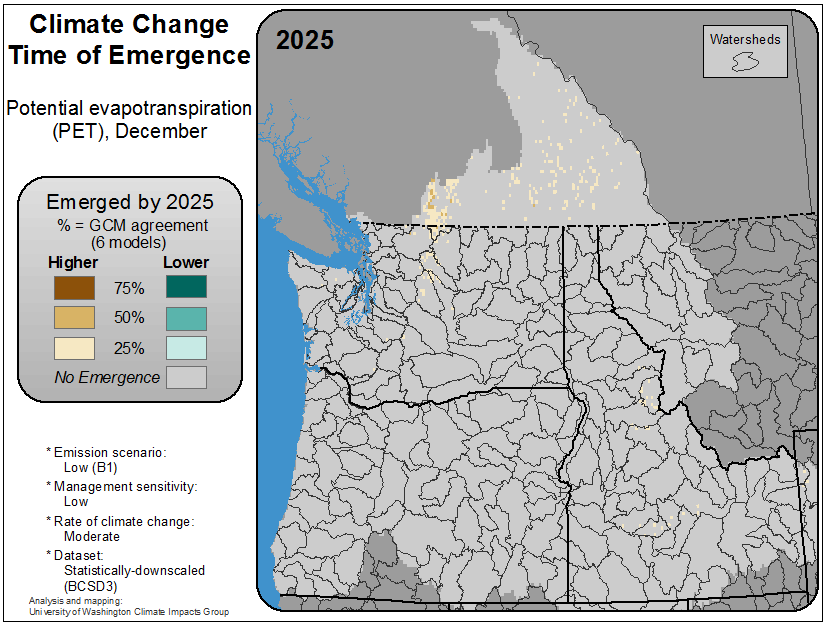 Climate Change
Time of Emergence
Potential evapotranspiration
(PET), December
Emerged by 2025
% = GCM agreement
(6 models)
Higher Lower
75%
50%
25%
No Emergence
* Emission scenario:
Low (B1)
* Management sensitivity:
Low
* Rate of climate change:
Moderate
* Dataset:
Statistically-downscaled
(BCSD3)
Analysis and mapping:
University of Washington Climate Impacts Group
2025
Watersheds